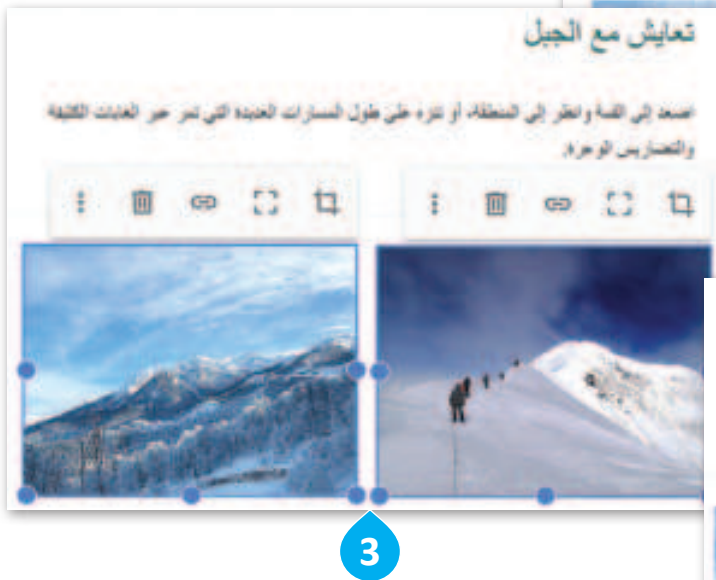 تعايش مع الجبل
اصعد إلى القمة وانظر إلى المنطقة، أو تنزه على طول المسارات العديدة التي تمر عبر الغابات الكثيفة
والتضاريس الوعرة.
3